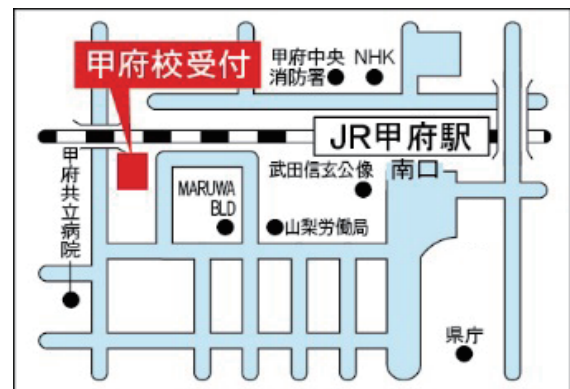 甲府校受付
甲府中央
消防署
NHK
JR甲府駅
南口
武田信玄公像
MARUWA
BLD
山梨労働局
甲府共立病院
県庁